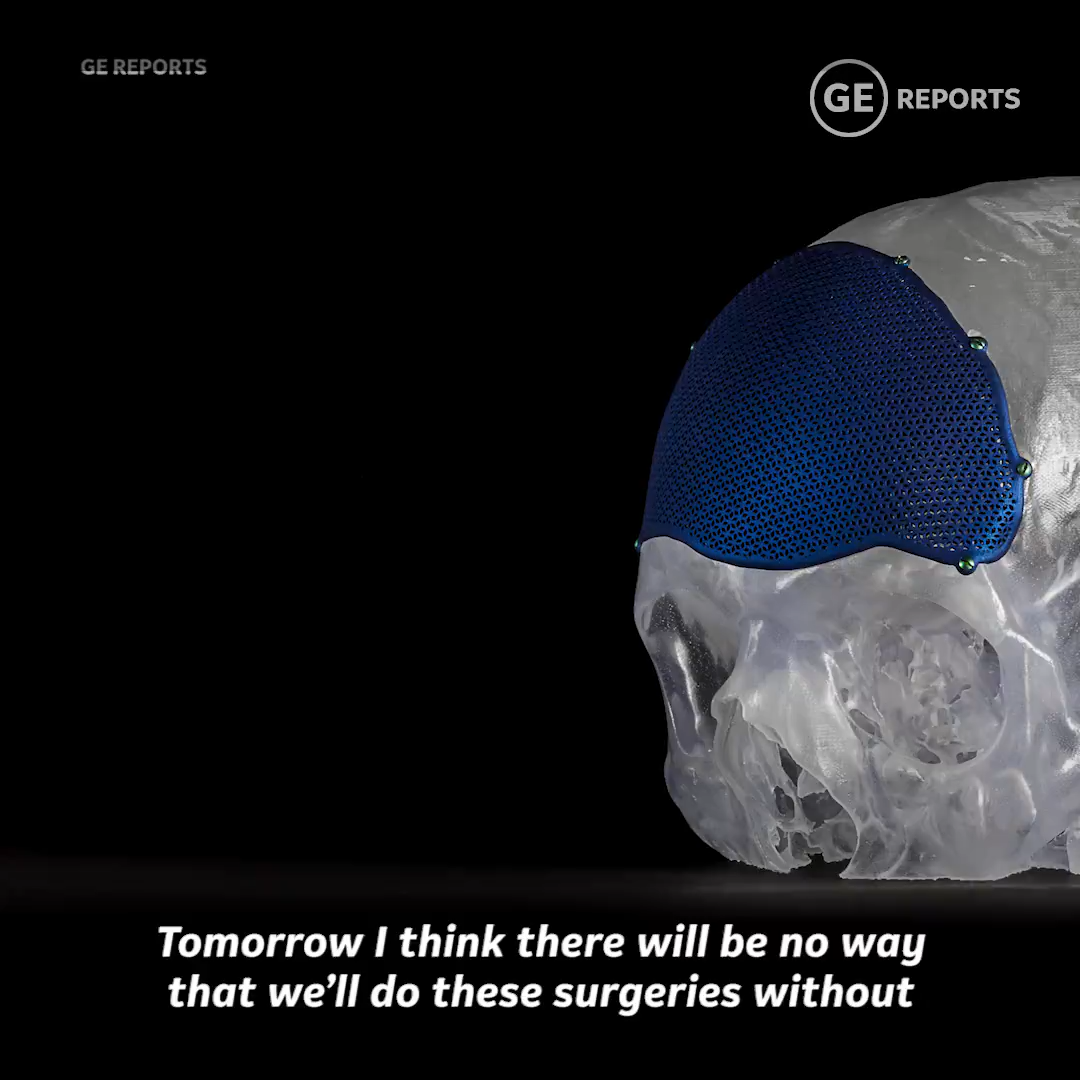 GE REPORTS
GE REPORTS
Tomorrow I think there will be no way
that we'll do these surgeries without